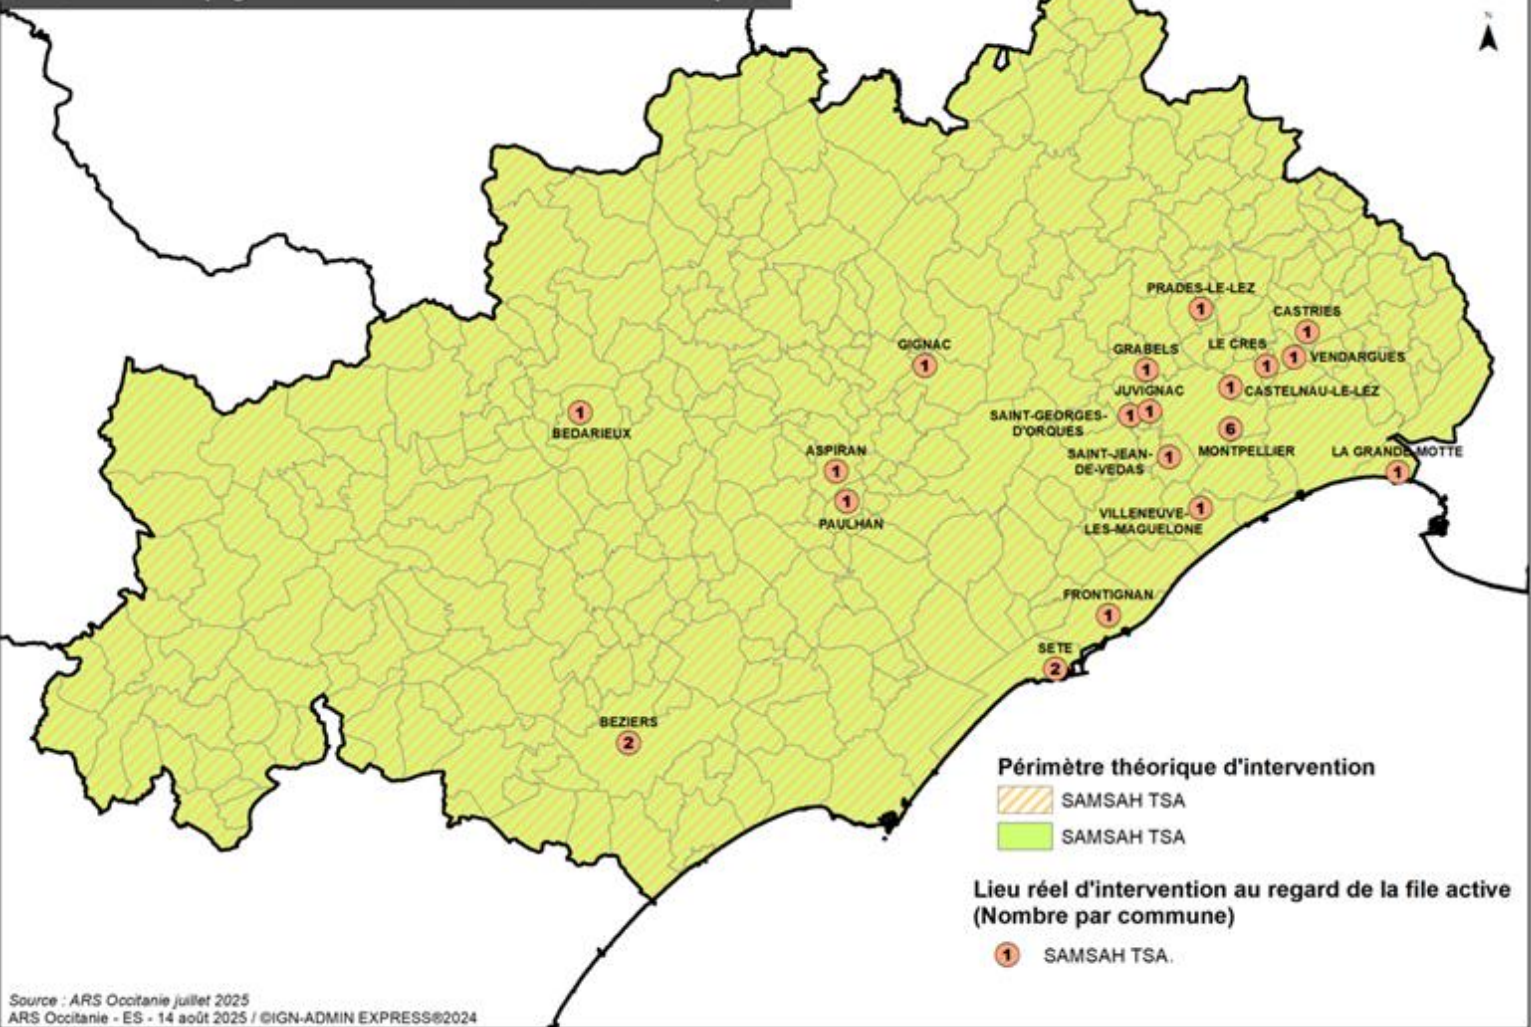 N
PRADES-LE-LEZ
1
CASTRIES
1
GIGNAC
1
GRABELS
1
LE CRES
1
1
VENDARGUES
JUVIGNAC
1
CASTELNAU-LE-LEZ
1
BEDARIEUX
SAINT-GEORGES-
D'ORQUES
1
1
6
MONTPELLIER
ASPIRAN
1
SAINT-JEAN-
DE-VEDAS
1
LA GRANDE-MOTTE
1
1
PAULHAN
VILLENEUVE-
LES-MAGUELONE
1
FRONTIGNAN
1
SETE
2
BEZIERS
2
Périmètre théorique d'intervention
SAMSAH TSA
SAMSAH TSA
Lieu réel d'intervention au regard de la file active
(Nombre par commune)
1 SAMSAH TSA.
Source : ARS Occitanie juillet 2025
ARS Occitanie - ES - 14 août 2025 / ©IGN-ADMIN EXPRESS®2024